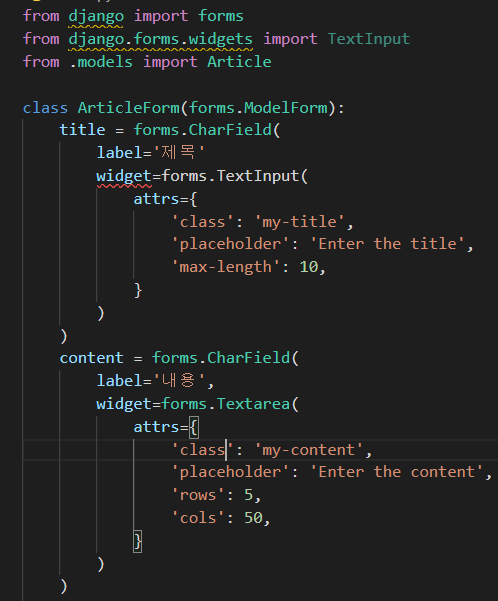 from django import forms
from django.forms.widgets import TextInput
from .models import Article
class ArticleForm(forms.ModelForm):
    title = forms.CharField(
        label='제목'
        widget=forms.TextInput(
            attrs={
                'class': 'my-title',
                'placeholder': 'Enter the title',
                'max-length': 10,
            }
        )
    )
    content = forms.CharField(
        label='내용',
        widget=forms.Textarea(
            attrs={
                'class': 'my-content',
                'placeholder': 'Enter the content',
                'rows': 5,
                'cols': 50,
            }
        )
    )